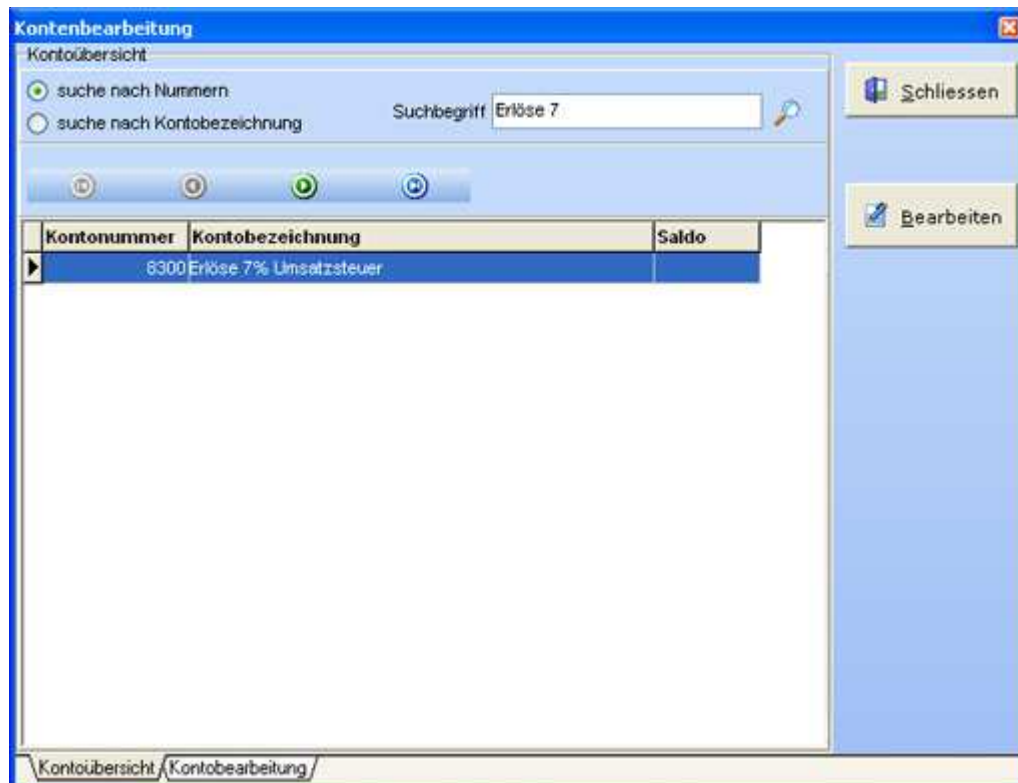 Kontenbearbeitung
Kontoübersicht
suche nach Nummern
suche nach Kontobezeichnung
Suchbegriff Erlöse 7
Schliessen
Bearbeiten
Kontonummer Kontobezeichnung Saldo
8300 Erlöse 7% Umsatzsteuer
Kontoübersicht Kontobearbeitung